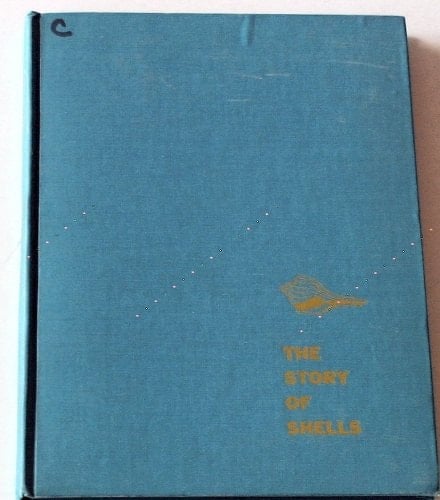 C
THE
STORY
OF
SHELLS